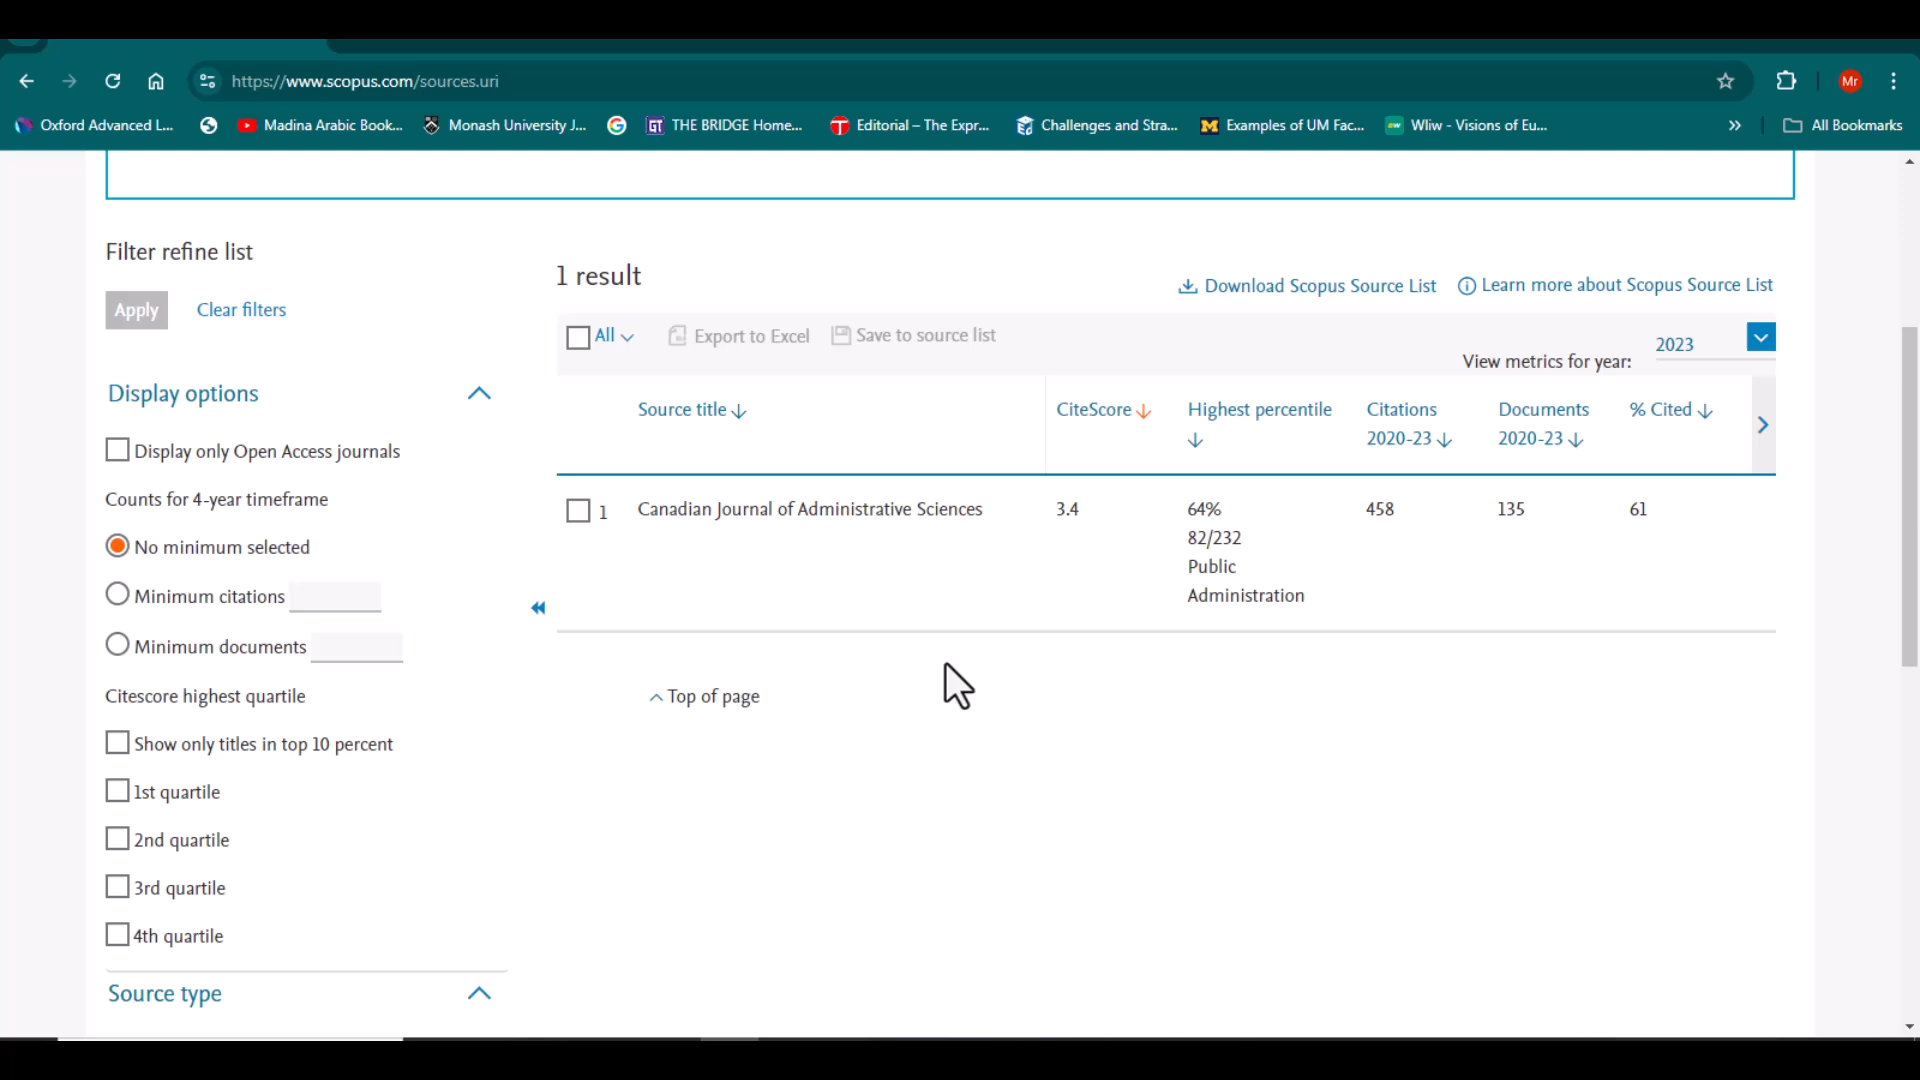 https://www.scopus.com/sources.uri
Mr
Oxford Advanced L...
Madina Arabic Book...
Monash University J...
THE BRIDGE Home...
Editorial – The Expr...
Challenges and Stra...
Examples of UM Fac...
Wliw - Visions of Eu...
All Bookmarks
Filter refine list
Apply
Clear filters
Display options
Display only Open Access journals
Counts for 4-year timeframe
No minimum selected
Minimum citations
Minimum documents
Citescore highest quartile
Show only titles in top 10 percent
1st quartile
2nd quartile
3rd quartile
4th quartile
Source type
1 result
Download Scopus Source List
Learn more about Scopus Source List
All
Export to Excel
Save to source list
View metrics for year:
2023
Source title
CiteScore
Highest percentile
Citations
2020-23
Documents
2020-23
% Cited
1
Canadian Journal of Administrative Sciences
3.4
64%
82/232
Public
Administration
458
135
61
Top of page